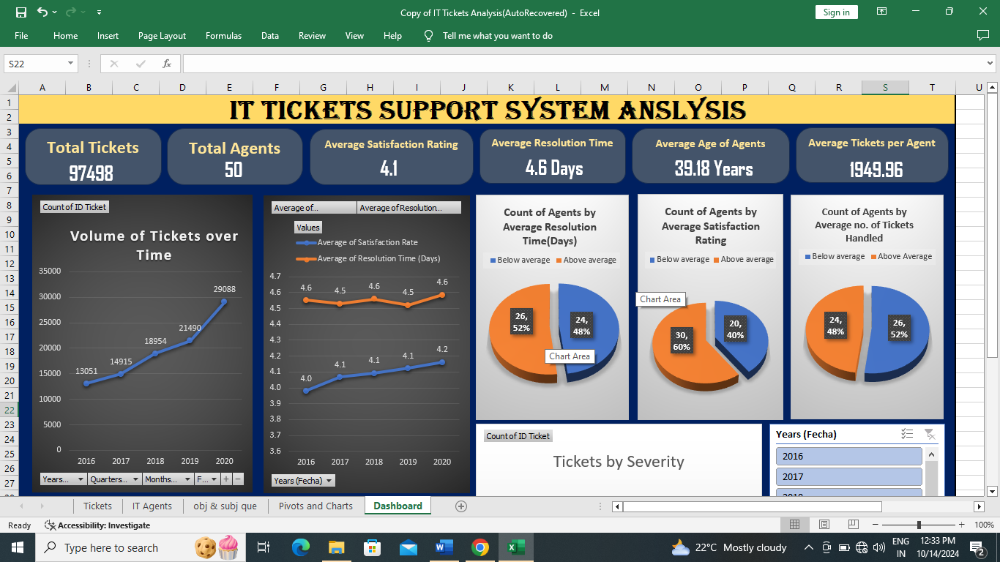 Copy of IT Tickets Analysis(AutoRecovered) - Excel
Sign in
File Home Insert Page Layout Formulas Data Review View Help Tell me what you want to do
S22
fx
A B C D E F G H I J K L M N O P Q R S T U
1
2
3
4
5
6
7
8
9
10
11
12
13
14
15
16
17
18
19
20
21
22
23
24
25
26
27
IT TICKETS SUPPORT SYSTEM ANSLYSIS
Total Tickets
97498
Total Agents
50
Average Satisfaction Rating
4.1
Average Resolution Time
4.6 Days
Average Age of Agents
39.18 Years
Average Tickets per Agent
1949.96
Count of ID Ticket
Volume of Tickets over
Time
35000
30000
25000
20000
15000
10000
5000
0
13051
14915
18954
21490
29088
2016 2017 2018 2019 2020
Years... Quarters... Months... F... + −
Average of... Average of Resolution...
Values
Average of Satisfaction Rate
Average of Resolution Time (Days)
4.7
4.6
4.5
4.4
4.3
4.2
4.1
4.0
3.9
3.8
3.7
3.6
4.6 4.5 4.6 4.5 4.6
4.0 4.1 4.1 4.1 4.2
2016 2017 2018 2019 2020
Years (Fecha)
Count of Agents by
Average Resolution
Time(Days)
Below average Above average
26,
52%
24,
48%
Chart Area
Count of Agents by
Average Satisfaction
Rating
Below average Above average
Chart Area
30,
60%
20,
40%
Count of Agents by
Average no. of Tickets
Handled
Below average Above Average
24,
48%
26,
52%
Count of ID Ticket
Tickets by Severity
Years (Fecha)
2016
2017
2018
Tickets IT Agents obj & subj que Pivots and Charts Dashboard
Ready Accessibility: Investigate
100%
Type here to search
22°C Mostly cloudy
ENG
IN
12:33 PM
10/14/2024
2